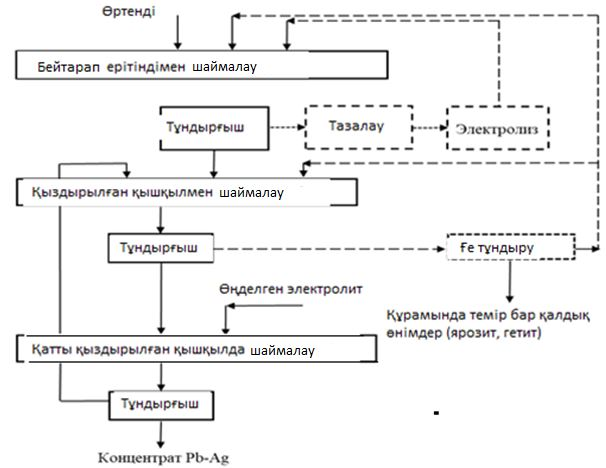 Өртенді
Бейтарап ерітіндімен шаймалау
Тұндырғыш
Тазалау
Электролиз
Қыздырылған қышқылмен шаймалау
Тұндырғыш
Ғе тұндыру
Өңделген электролит
Құрамында темір бар қалдық
өнімдер (ярозит, гетит)
Қатты қыздырылған қышқылда шаймалау
Тұндырғыш
Концентрат Pb-Ag